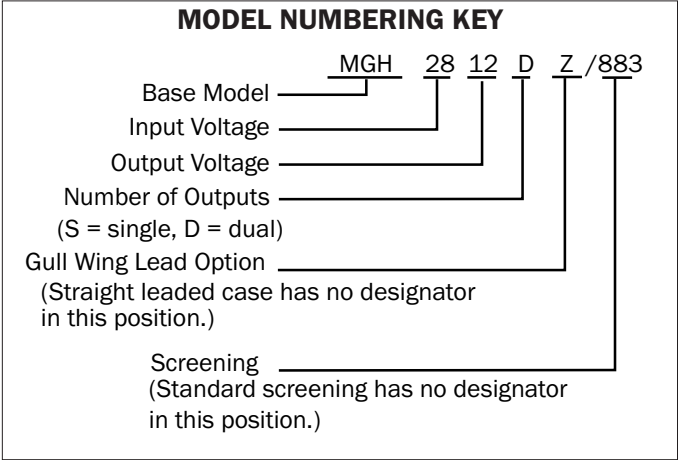 MODEL NUMBERING KEY
MGH 28 12 D Z /883
Base Model
Input Voltage
Output Voltage
Number of Outputs
(S = single, D = dual)
Gull Wing Lead Option
(Straight leaded case has no designator
in this position.)
Screening
(Standard screening has no designator
in this position.)